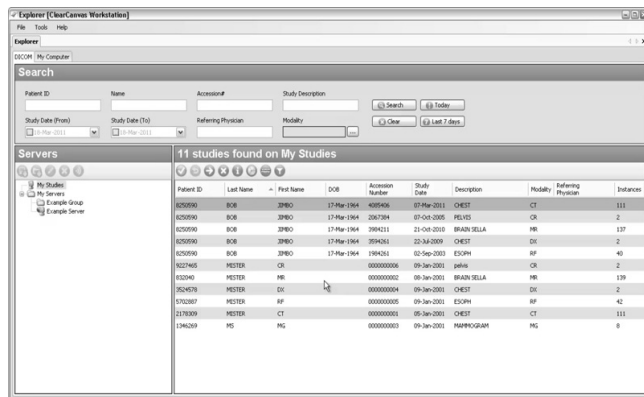 Explorer [ClearCanvas Workstation]
File Tools Help
Explorer
DICOM My Computer
Search
Patient ID Name Accession# Study Description
Search Today
Study Date (From) Study Date (To) Referring Physician Modality
18-Mar-2011 18-Mar-2011 ... Clear Last 7 days
Servers
My Studies
My Servers
Example Group
Example Server
11 studies found on My Studies
Patient ID Last Name First Name DOB Accession Number Study Date Description Modality Referring Physician Instances
8250590 BOB JIMBO 17-Mar-1964 4085406 07-Mar-2011 CHEST CT 111
8250590 BOB JIMBO 17-Mar-1964 2067384 07-Oct-2005 PELVIS CR 2
8250590 BOB JIMBO 17-Mar-1964 3984211 21-Oct-2010 BRAIN SELLA MR 137
8250590 BOB JIMBO 17-Mar-1964 3594261 22-Jul-2009 CHEST DX 2
8250590 BOB JIMBO 17-Mar-1964 1984261 02-Sep-2003 ESOPH RF 40
9227465 MISTER CR 0000000006 09-Jan-2001 pelvis CR 2
832040 MISTER MR 0000000002 08-Jan-2001 BRAIN SELLA MR 139
3524578 MISTER DX 0000000004 09-Jan-2001 CHEST DX 2
5702887 MISTER RF 0000000005 09-Jan-2001 ESOPH RF 42
2178309 MISTER CT 0000000001 05-Jan-2001 CHEST CT 111
1346269 MS MG 0000000003 09-Jan-2001 MAMMOGRAM MG 8